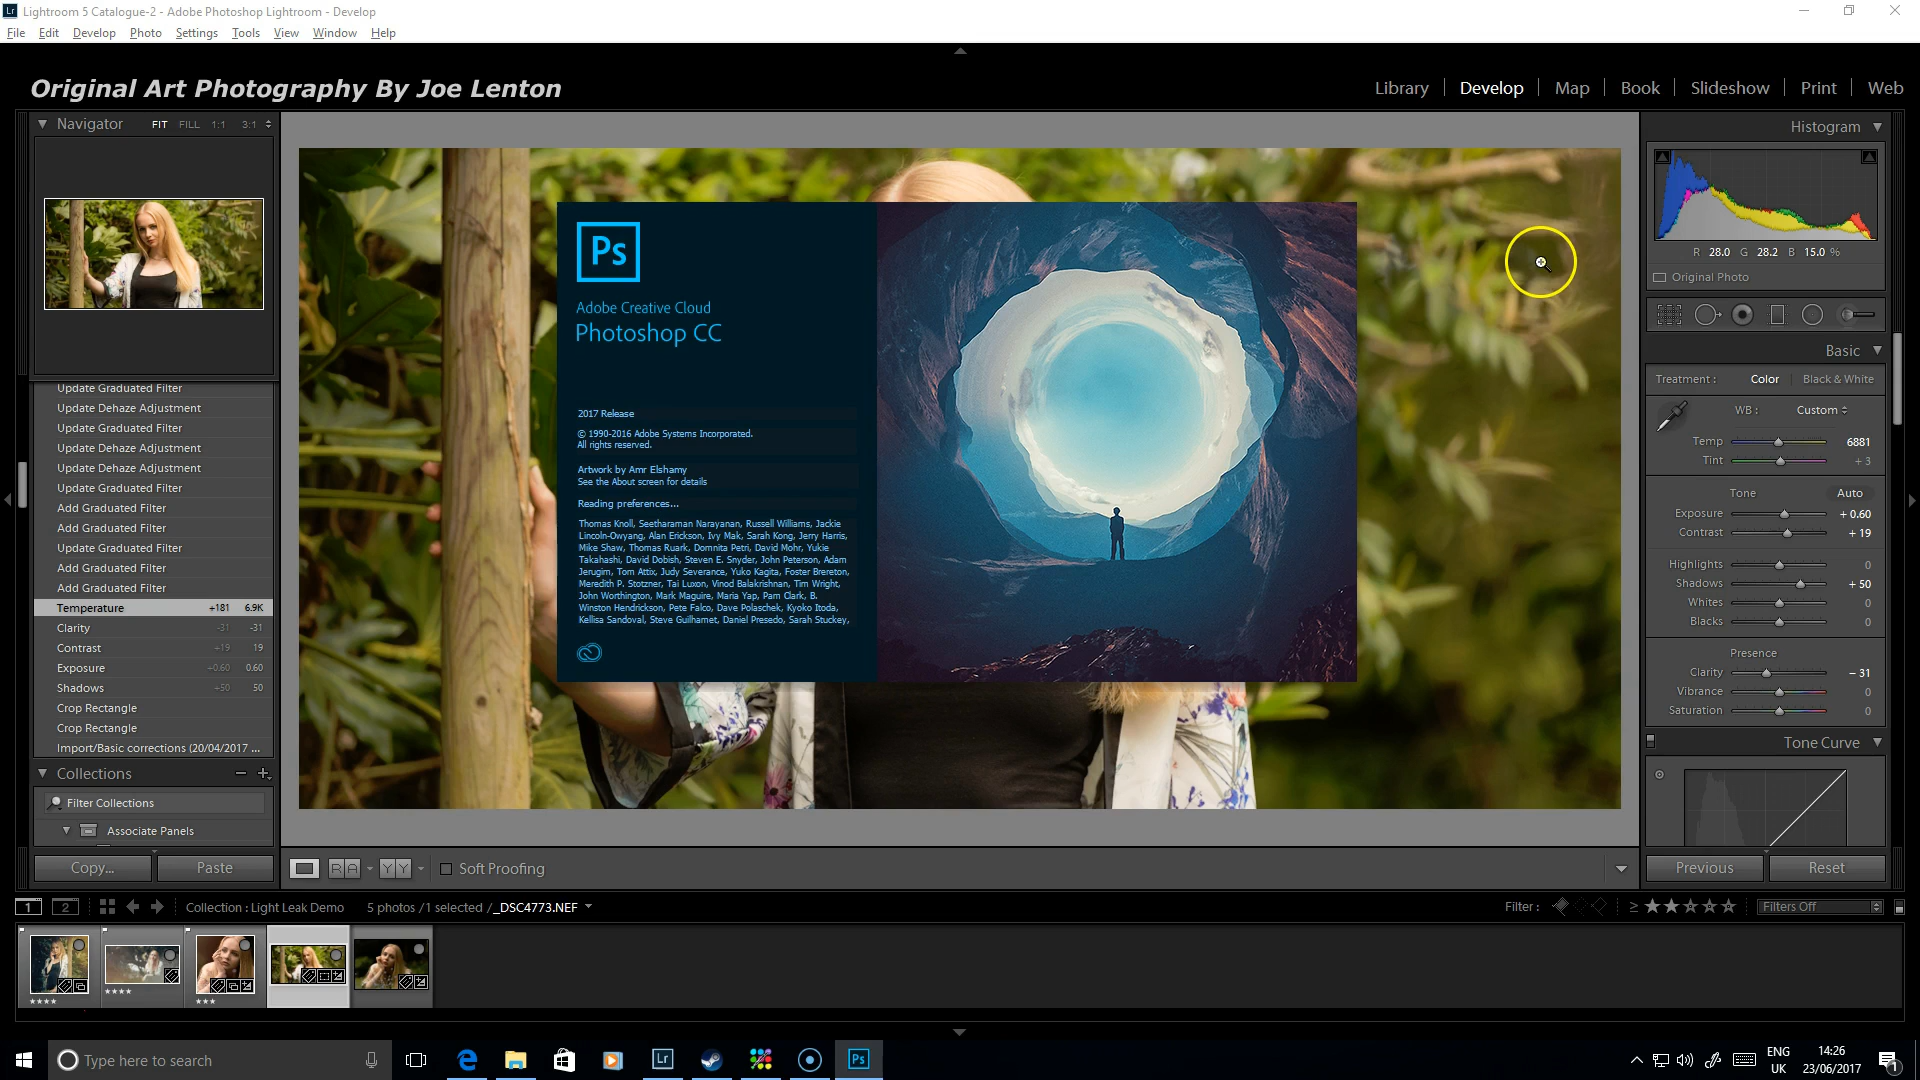 Lr Lightroom 5 Catalogue-2 - Adobe Photoshop Lightroom - Develop
File Edit Develop Photo Settings Tools View Window Help
Original Art Photography By Joe Lenton
Library Develop Map Book Slideshow Print Web
Navigator FIT FILL 1:1 3:1
Update Graduated Filter
Update Dehaze Adjustment
Update Graduated Filter
Update Dehaze Adjustment
Update Dehaze Adjustment
Update Graduated Filter
Add Graduated Filter
Add Graduated Filter
Update Graduated Filter
Add Graduated Filter
Add Graduated Filter
Temperature +181 6.9K
Clarity -31 -31
Contrast +19 19
Exposure +0.60 0.60
Shadows +50 50
Crop Rectangle
Crop Rectangle
Import/Basic corrections (20/04/2017 ...
Collections
Filter Collections
Associate Panels
Copy... Paste
Ps
Adobe Creative Cloud
Photoshop CC
2017 Release
© 1990-2016 Adobe Systems Incorporated.
All rights reserved.
Artwork by Amr Elshamy
See the About screen for details
Reading preferences...
Thomas Knoll, Seetharaman Narayanan, Russell Williams, Jackie
Lincoln-Owyang, Alan Erickson, Ivy Mak, Sarah Kong, Jerry Harris,
Mike Shaw, Thomas Ruark, Domnita Petri, David Mohr, Yukie
Takahashi, David Dobish, Steven E. Snyder, John Peterson, Adam
Jerugim, Tom Attix, Judy Severance, Yuko Kagita, Foster Brereton,
Meredith P. Stotzner, Tai Luxon, Vinod Balakrishnan, Tim Wright,
John Worthington, Mark Maguire, Maria Yap, Pam Clark, B.
Winston Hendrickson, Pete Falco, Dave Polaschek, Kyoko Itoda,
Kellisa Sandoval, Steve Guilhamet, Daniel Presedo, Sarah Stuckey,
Histogram
R 28.0 G 28.2 B 15.0 %
Original Photo
Basic
Treatment : Color Black & White
WB : Custom
Temp 6881
Tint + 3
Tone Auto
Exposure + 0.60
Contrast + 19
Highlights 0
Shadows + 50
Whites 0
Blacks 0
Presence
Clarity − 31
Vibrance 0
Saturation 0
Tone Curve
Previous Reset
R A Y Y Soft Proofing
1 2 Collection : Light Leak Demo 5 photos /1 selected /_DSC4773.NEF
Filter : ≥ Filters Off
Type here to search
Lr Ps
ENG
UK
14:26
23/06/2017
1